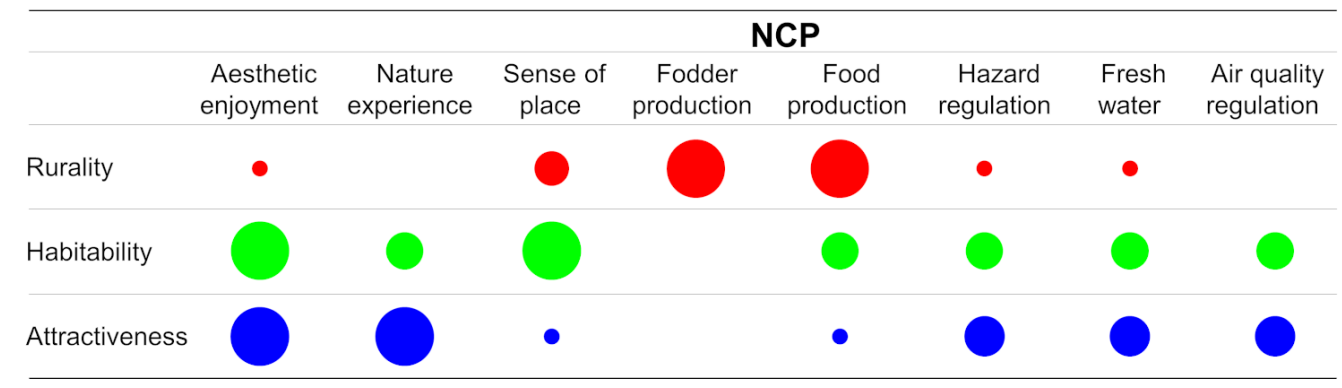 NCP
Aesthetic enjoyment
Nature experience
Sense of place
Fodder production
Food production
Hazard regulation
Fresh water
Air quality regulation
Rurality
Habitability
Attractiveness